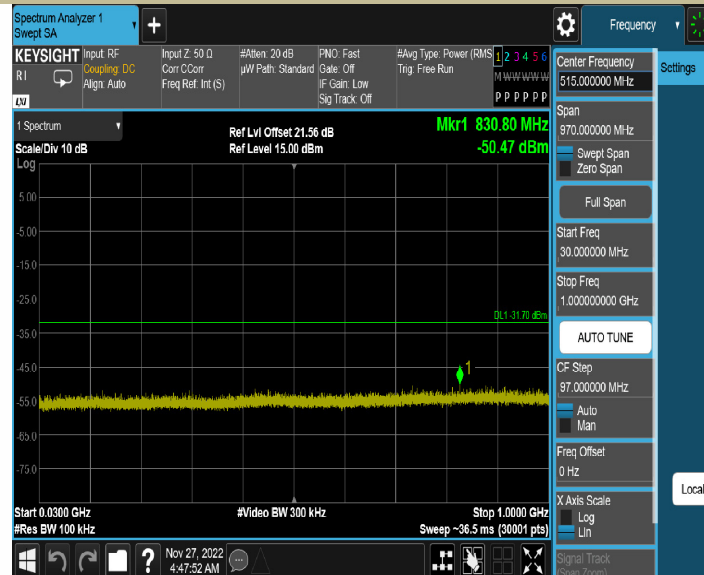 Spectrum Analyzer 1
Swept SA
+
Frequency
KEYSIGHT
RI
LXI
Input: RF
Coupling: DC
Align: Auto
Input Z: 50 Ω
Corr CCorr
Freq Ref: Int (S)
#Atten: 20 dB
µW Path: Standard
PNO: Fast
Gate: Off
IF Gain: Low
Sig Track: Off
#Avg Type: Power (RMS
Trig: Free Run
1 2 3 4 5 6
M W W W W W
P P P P P P
Center Frequency
515.000000 MHz
Settings
Span
970.000000 MHz
Swept Span
Zero Span
Full Span
Start Freq
30.000000 MHz
Stop Freq
1.000000000 GHz
AUTO TUNE
CF Step
97.000000 MHz
Auto
Man
Freq Offset
0 Hz
X Axis Scale
Log
Lin
Signal Track
(Span Zoom)
Local
1 Spectrum
Scale/Div 10 dB
Log
Ref Lvl Offset 21.56 dB
Ref Level 15.00 dBm
Mkr1 830.80 MHz
-50.47 dBm
5.00
-5.00
-15.0
-25.0
DL1 -31.70 dBm
-35.0
-45.0
1
-55.0
-65.0
-75.0
Start 0.0300 GHz
#Res BW 100 kHz
#Video BW 300 kHz
Stop 1.0000 GHz
Sweep ~36.5 ms (30001 pts)
?
Nov 27, 2022
4:47:52 AM